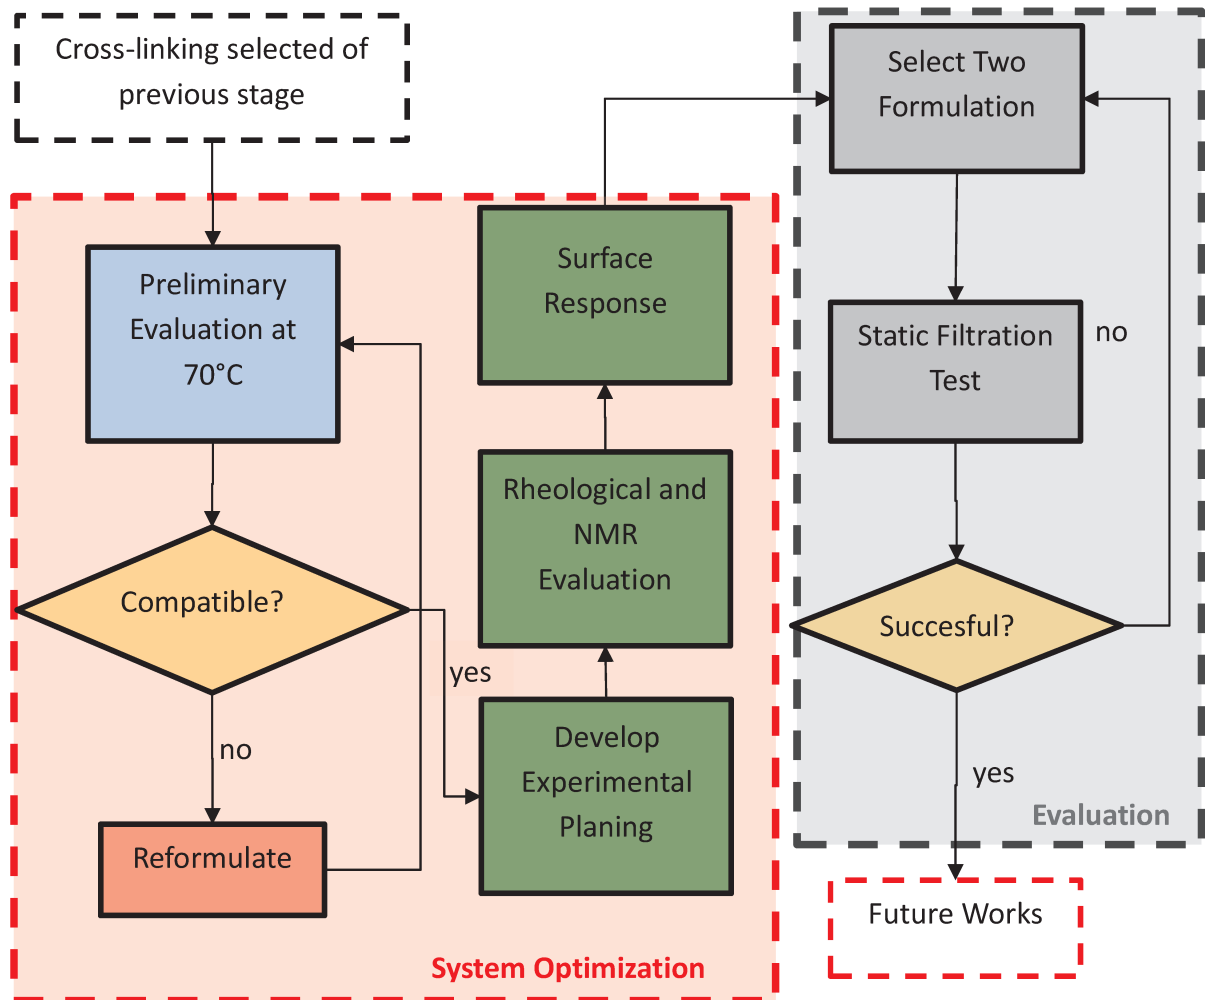 Cross-linking selected of
previous stage
Preliminary
Evaluation at
70°C
Compatible?
no
Reformulate
yes
Develop
Experimental
Planing
Rheological and
NMR
Evaluation
Surface
Response
System Optimization
Select Two
Formulation
Static Filtration
Test
no
Succesful?
yes
Evaluation
Future Works